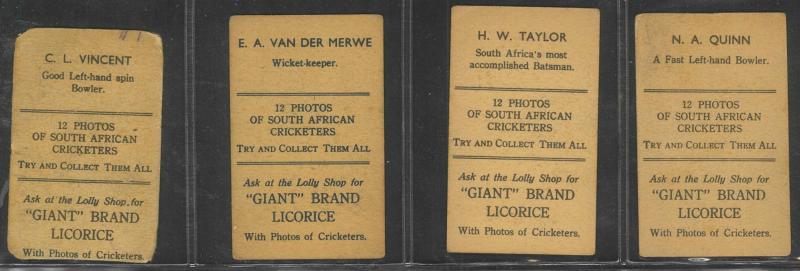 C. L. VINCENT
Good Left-hand spin
Bowler.
12 PHOTOS
OF SOUTH AFRICAN
CRICKETERS
TRY AND COLLECT THEM ALL
Ask at the Lolly Shop for
"GIANT" BRAND
LICORICE
With Photos of Cricketers.
E. A. VAN DER MERWE
Wicket-keeper.
12 PHOTOS
OF SOUTH AFRICAN
CRICKETERS
TRY AND COLLECT THEM ALL
Ask at the Lolly Shop for
"GIANT" BRAND
LICORICE
With Photos of Cricketers.
H. W. TAYLOR
South Africa's most
accomplished Batsman.
12 PHOTOS
OF SOUTH AFRICAN
CRICKETERS
TRY AND COLLECT THEM ALL
Ask at the Lolly Shop for
"GIANT" BRAND
LICORICE
With Photos of Cricketers.
N. A. QUINN
A Fast Left-hand Bowler.
12 PHOTOS
OF SOUTH AFRICAN
CRICKETERS
TRY AND COLLECT THEM ALL
Ask at the Lolly Shop for
"GIANT" BRAND
LICORICE
With Photos of Cricketers.